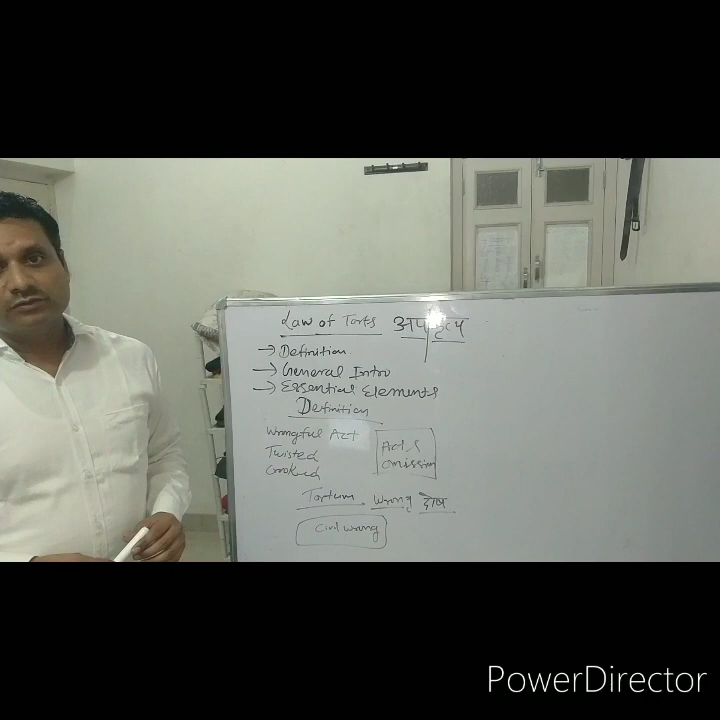 Law of Torts अपकृत्य
→ Definition
→ General Intro
→ Essential Elements
Definition
Wrongful Act
Twisted
Crooked
Act &
omission
Tortum Wrong दोष
Civil wrong
PowerDirector